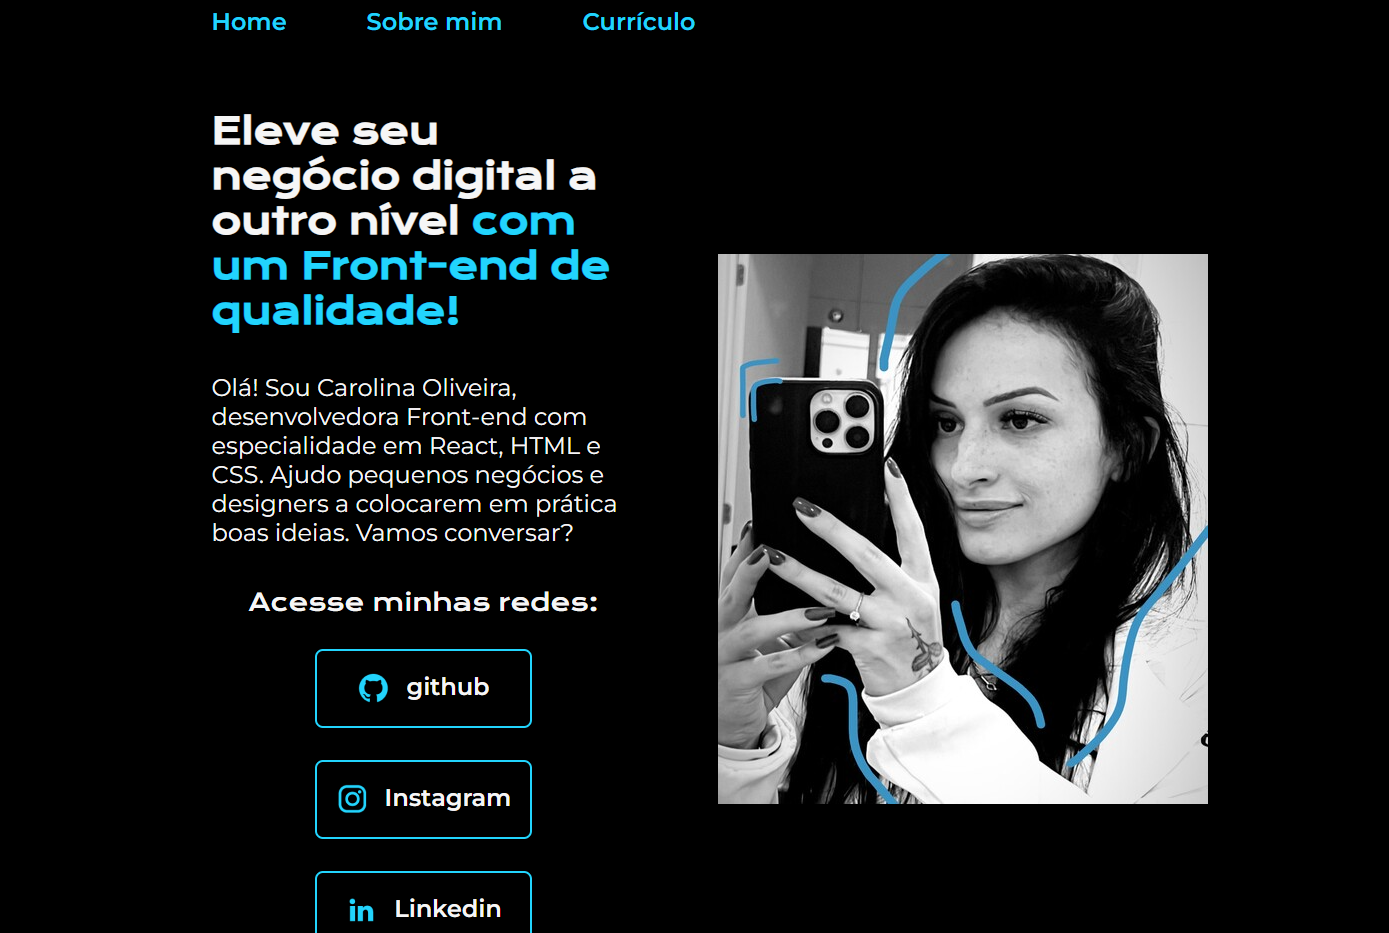 Home Sobre mim Currículo
Eleve seu
negócio digital a
outro nível com
um Front-end de
qualidade!
Olá! Sou Carolina Oliveira,
desenvolvedora Front-end com
especialidade em React, HTML e
CSS. Ajudo pequenos negócios e
designers a colocarem em prática
boas ideias. Vamos conversar?
Acesse minhas redes:
github
Instagram
in Linkedin